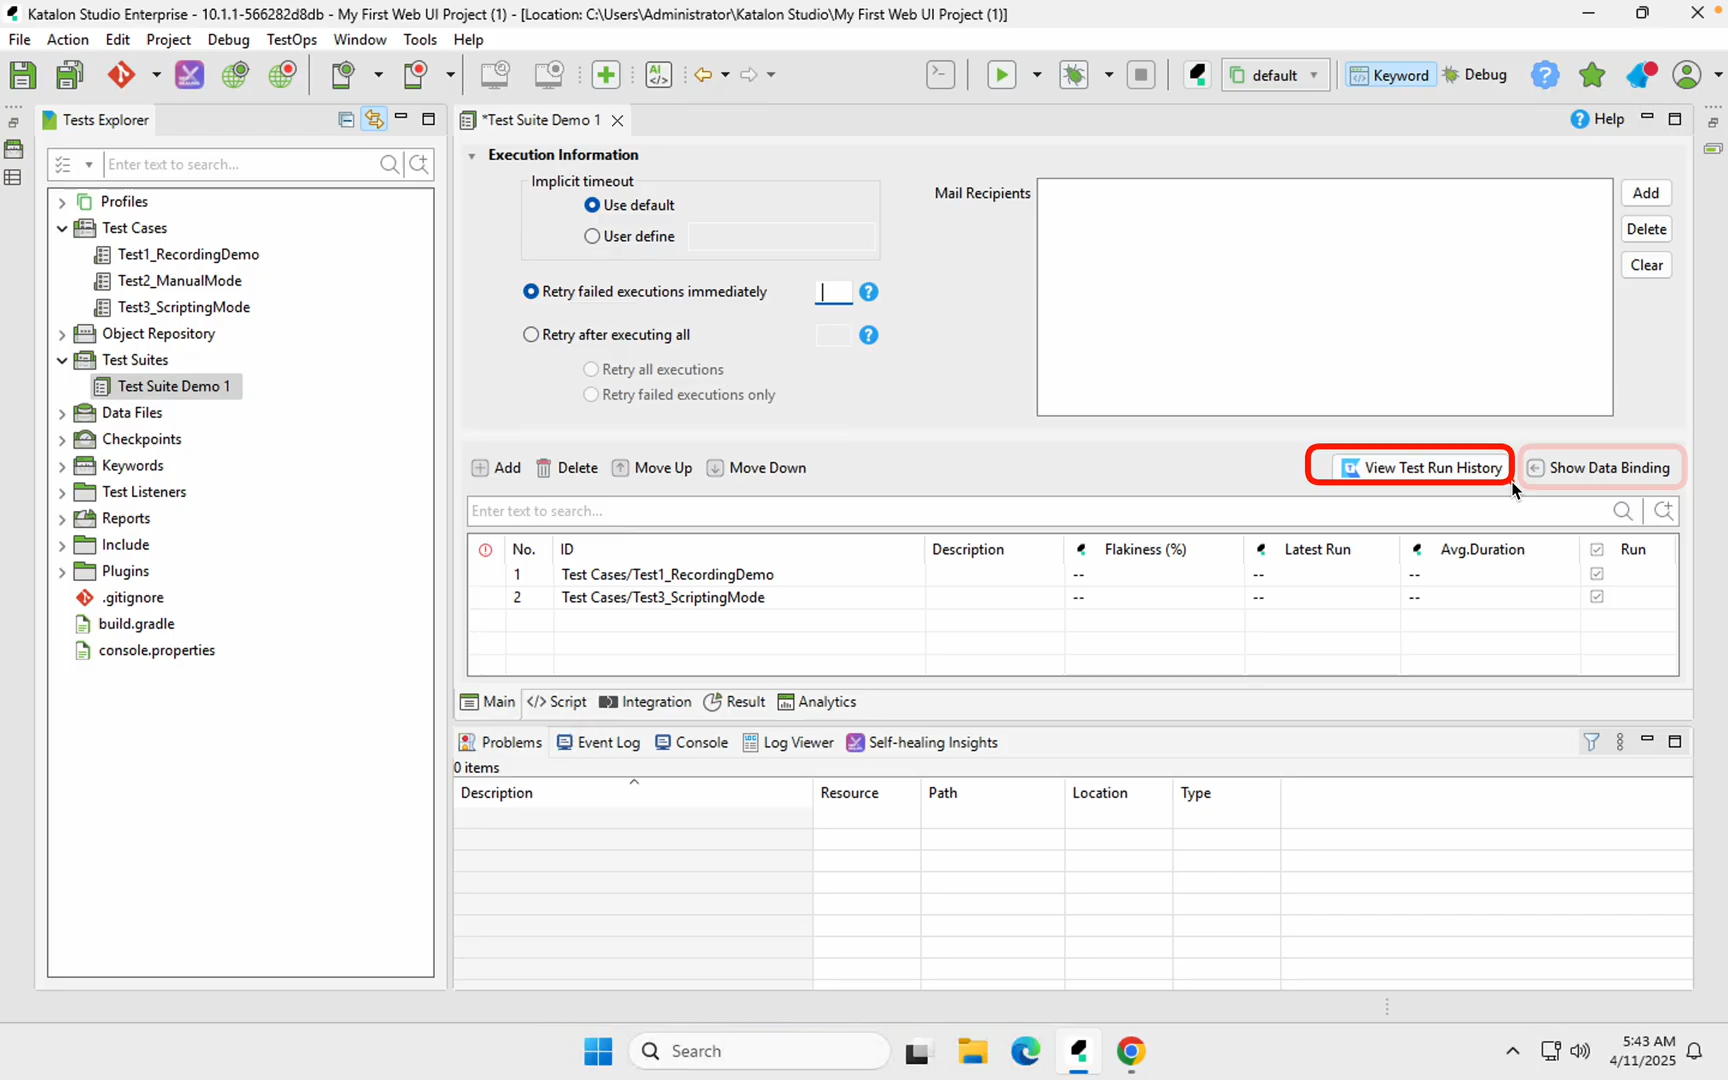 Katalon Studio Enterprise - 10.1.1-566282d8db - My First Web UI Project (1) - [Location: C:\Users\Administrator\Katalon Studio\My First Web UI Project (1)]
File Action Edit Project Debug TestOps Window Tools Help
default Keyword Debug
Tests Explorer
*Test Suite Demo 1
Help
Enter text to search...
Profiles
Test Cases
Test1_RecordingDemo
Test2_ManualMode
Test3_ScriptingMode
Object Repository
Test Suites
Test Suite Demo 1
Data Files
Checkpoints
Keywords
Test Listeners
Reports
Include
Plugins
.gitignore
build.gradle
console.properties
Execution Information
Implicit timeout
Use default
User define
Retry failed executions immediately
Retry after executing all
Retry all executions
Retry failed executions only
Mail Recipients
Add
Delete
Clear
Add Delete Move Up Move Down View Test Run History Show Data Binding
Enter text to search...
No. ID Description Flakiness (%) Latest Run Avg.Duration Run
1 Test Cases/Test1_RecordingDemo -- -- --
2 Test Cases/Test3_ScriptingMode -- -- --
Main </> Script Integration Result Analytics
Problems Event Log Console Log Viewer Self-healing Insights
0 items
Description Resource Path Location Type
Search
5:43 AM
4/11/2025